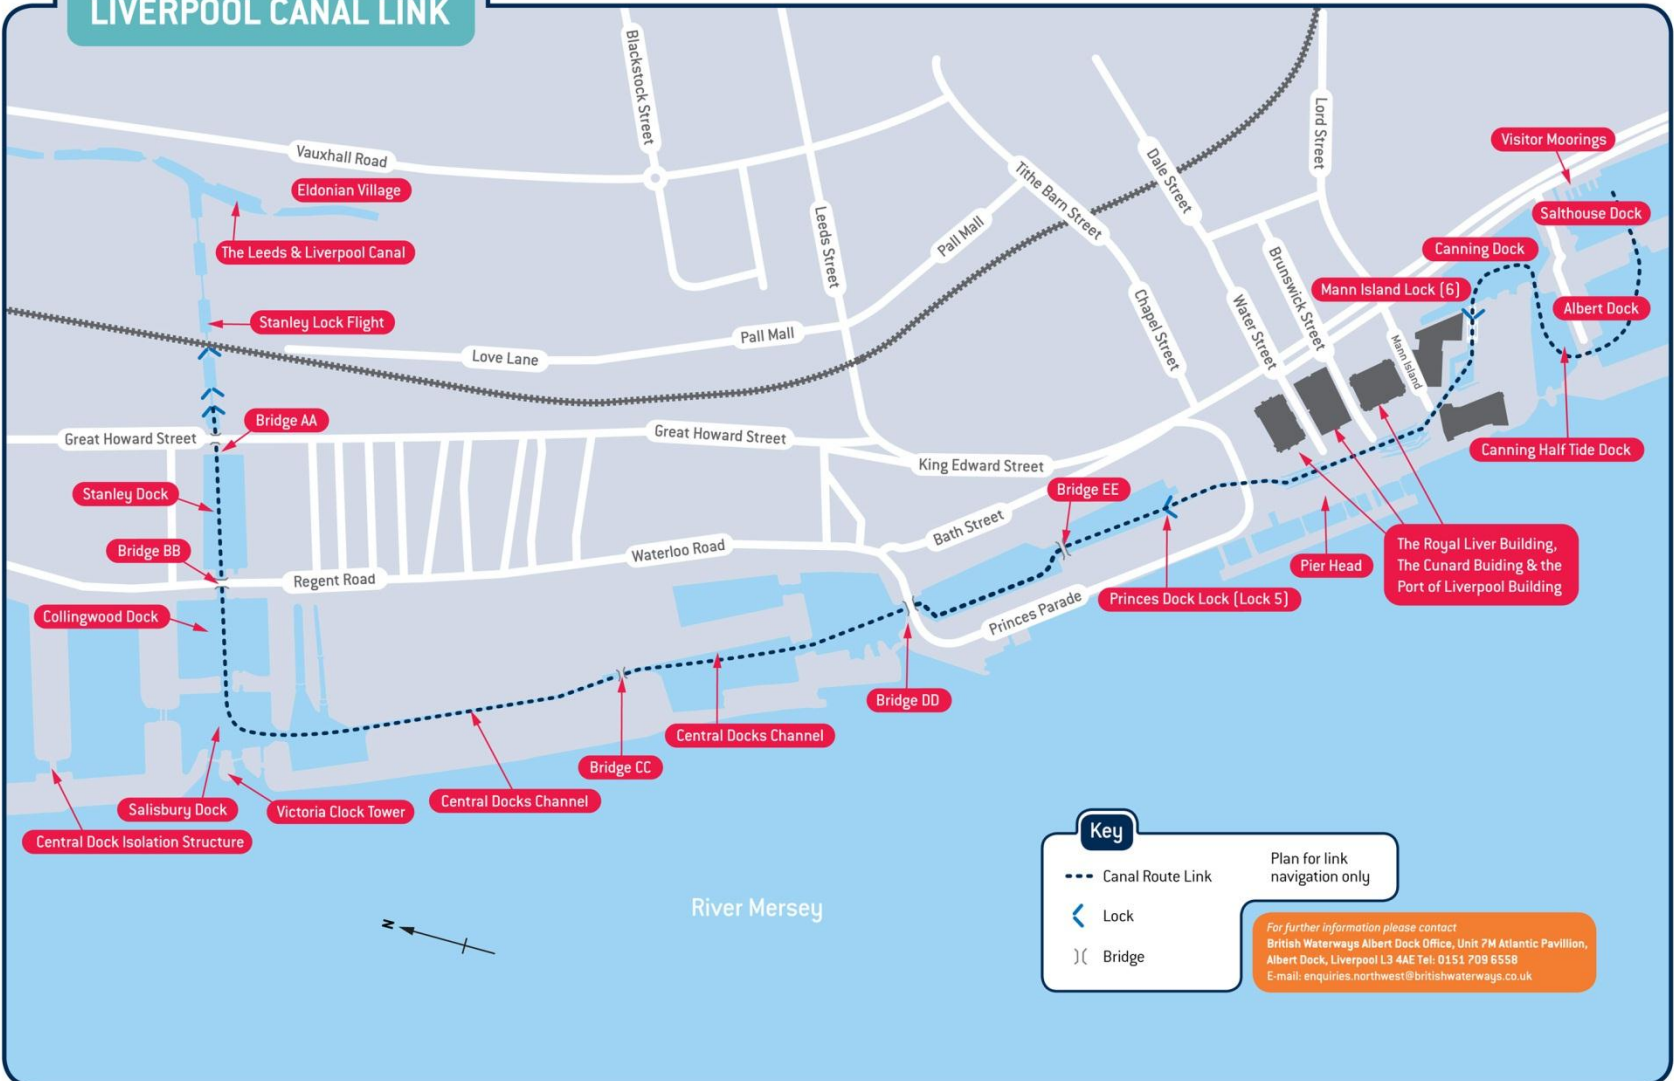 LIVERPOOL CANAL LINK
Blackstock Street
Vauxhall Road
Eldonian Village
The Leeds & Liverpool Canal
Stanley Lock Flight
Leeds Street
Tithe Barn Street
Dale Street
Lord Street
Pall Mall
Visitor Moorings
Salthouse Dock
Canning Dock
Mann Island Lock (6)
Albert Dock
Brunswick Street
Water Street
Chapel Street
Mann Island
Love Lane
Pall Mall
Bridge AA
Great Howard Street
Great Howard Street
King Edward Street
Canning Half Tide Dock
Stanley Dock
Bridge EE
Bath Street
Bridge BB
Waterloo Road
Regent Road
Pier Head
The Royal Liver Building,
The Cunard Buiding & the
Port of Liverpool Building
Princes Dock Lock (Lock 5)
Princes Parade
Collingwood Dock
Bridge DD
Central Docks Channel
Bridge CC
Central Docks Channel
Salisbury Dock
Victoria Clock Tower
Central Dock Isolation Structure
River Mersey
N
Key
Canal Route Link
Plan for link
navigation only
Lock
Bridge
For further information please contact
British Waterways Albert Dock Office, Unit 7M Atlantic Pavillion,
Albert Dock, Liverpool L3 4AE Tel: 0151 709 6558
E-mail: enquiries.northwest@britishwaterways.co.uk